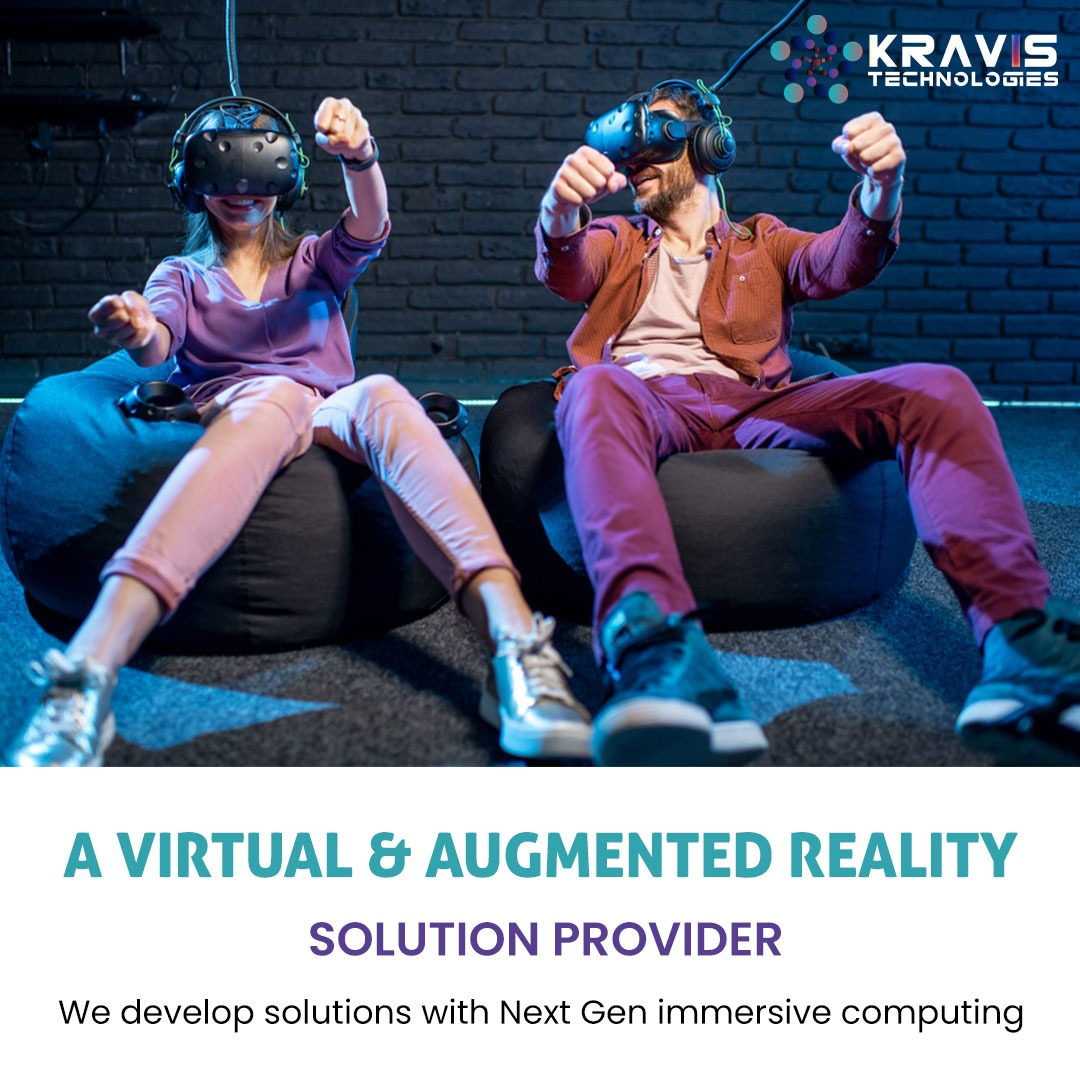 KRAVIS
TECHNOLOGIES
A VIRTUAL & AUGMENTED REALITY
SOLUTION PROVIDER
We develop solutions with Next Gen immersive computing